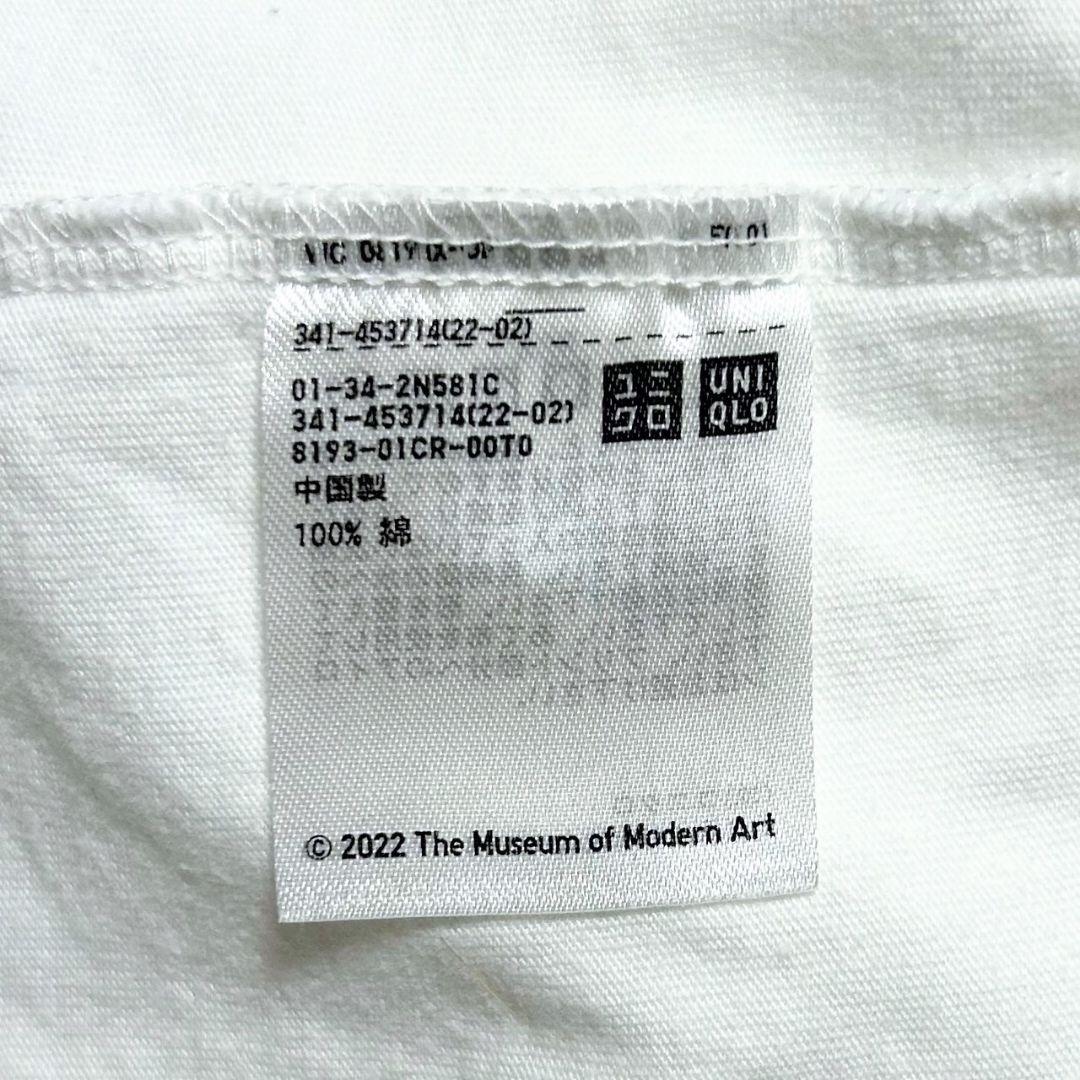 341-453714(22-02)
01-34-2N581C
341-453714(22-02)
8193-01CR-00T0
中国製
100% 綿
ユニ
クロ
UNI
QLO
© 2022 The Museum of Modern Art